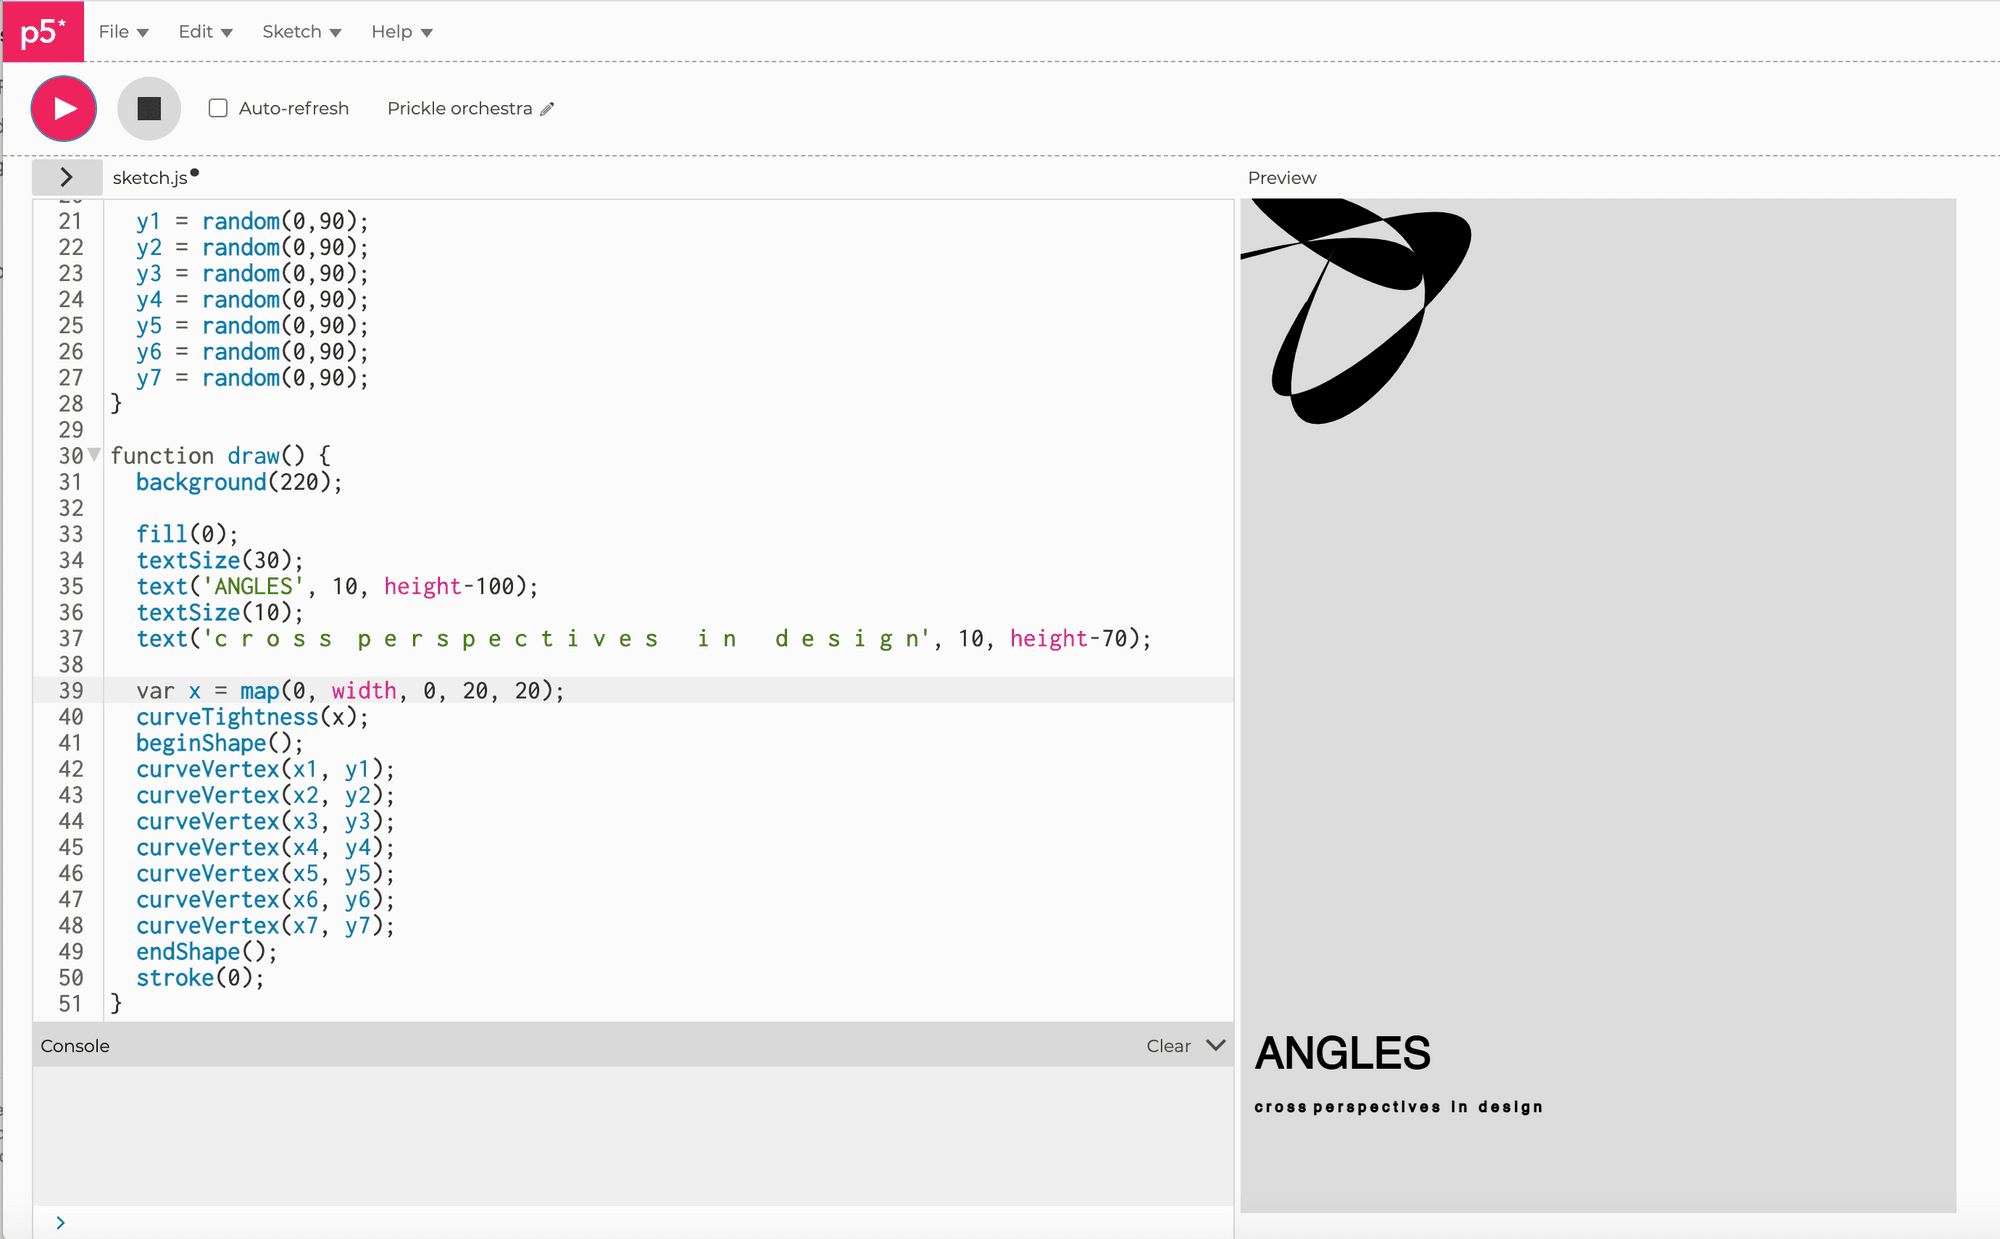 p5*
File Edit Sketch Help
Auto-refresh Prickle orchestra
sketch.js
Preview
21 y1 = random(0,90);
22 y2 = random(0,90);
23 y3 = random(0,90);
24 y4 = random(0,90);
25 y5 = random(0,90);
26 y6 = random(0,90);
27 y7 = random(0,90);
28 }
29
30 function draw() {
31 background(220);
32
33 fill(0);
34 textSize(30);
35 text('ANGLES', 10, height-100);
36 textSize(10);
37 text('c r o s s  p e r s p e c t i v e s   i n   d e s i g n', 10, height-70);
38
39 var x = map(0, width, 0, 20, 20);
40 curveTightness(x);
41 beginShape();
42 curveVertex(x1, y1);
43 curveVertex(x2, y2);
44 curveVertex(x3, y3);
45 curveVertex(x4, y4);
46 curveVertex(x5, y5);
47 curveVertex(x6, y6);
48 curveVertex(x7, y7);
49 endShape();
50 stroke(0);
51 }
Console Clear
ANGLES
cross perspectives in design